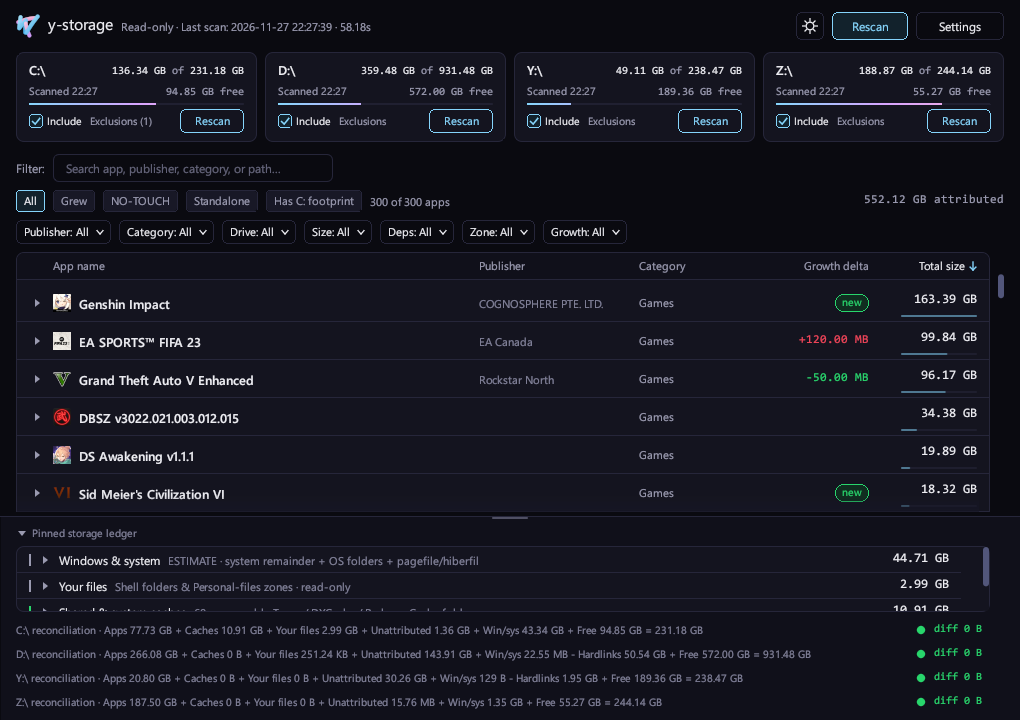 y-storage Read-only · Last scan: 2026-11-27 22:27:39 · 58.18s Rescan Settings
C:\ 136.34 GB of 231.18 GB
Scanned 22:27 94.85 GB free
Include Exclusions (1) Rescan
D:\ 359.48 GB of 931.48 GB
Scanned 22:27 572.00 GB free
Include Exclusions Rescan
Y:\ 49.11 GB of 238.47 GB
Scanned 22:27 189.36 GB free
Include Exclusions Rescan
Z:\ 188.87 GB of 244.14 GB
Scanned 22:27 55.27 GB free
Include Exclusions Rescan
Filter: Search app, publisher, category, or path...
All Grew NO-TOUCH Standalone Has C: footprint 300 of 300 apps 552.12 GB attributed
Publisher: All Category: All Drive: All Size: All Deps: All Zone: All Growth: All
App name Publisher Category Growth delta Total size ↓
Genshin Impact COGNOSPHERE PTE. LTD. Games new 163.39 GB
EA SPORTS™ FIFA 23 EA Canada Games +120.00 MB 99.84 GB
Grand Theft Auto V Enhanced Rockstar North Games -50.00 MB 96.17 GB
DBSZ v3022.021.003.012.015 Games 34.38 GB
DS Awakening v1.1.1 Games 19.89 GB
VI Sid Meier's Civilization VI Games new 18.32 GB
Pinned storage ledger
Windows & system ESTIMATE · system remainder + OS folders + pagefile/hiberfil 44.71 GB
Your files Shell folders & Personal-files zones · read-only 2.99 GB
10.91 GB
C:\ reconciliation · Apps 77.73 GB + Caches 10.91 GB + Your files 2.99 GB + Unattributed 1.36 GB + Win/sys 43.34 GB + Free 94.85 GB = 231.18 GB diff 0 B
D:\ reconciliation · Apps 266.08 GB + Caches 0 B + Your files 251.24 KB + Unattributed 143.91 GB + Win/sys 22.55 MB - Hardlinks 50.54 GB + Free 572.00 GB = 931.48 GB diff 0 B
Y:\ reconciliation · Apps 20.80 GB + Caches 0 B + Your files 0 B + Unattributed 30.26 GB + Win/sys 129 B - Hardlinks 1.95 GB + Free 189.36 GB = 238.47 GB diff 0 B
Z:\ reconciliation · Apps 187.50 GB + Caches 0 B + Your files 0 B + Unattributed 15.76 MB + Win/sys 1.35 GB + Free 55.27 GB = 244.14 GB diff 0 B